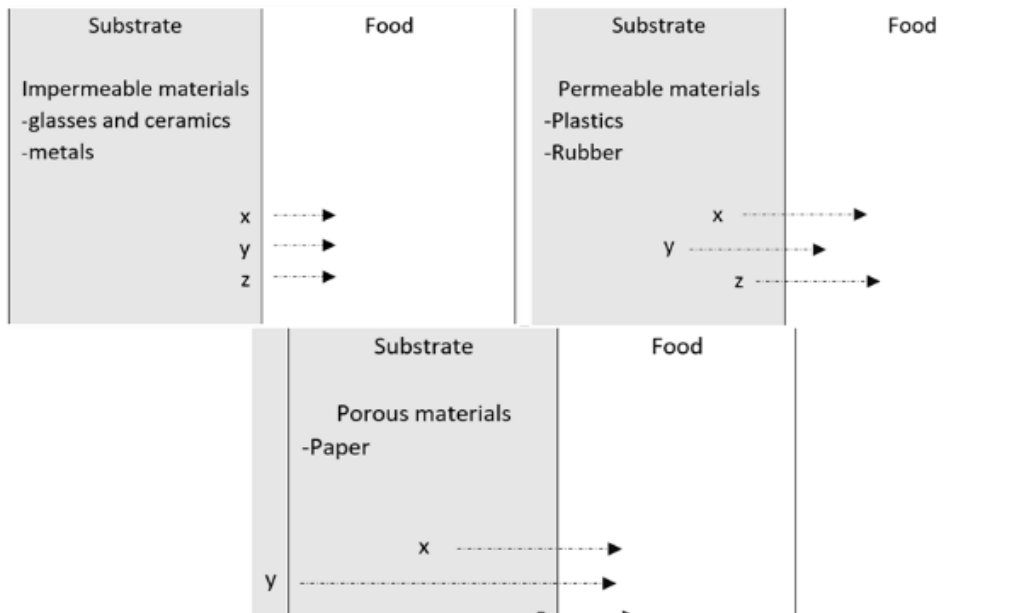 Substrate
Food
Impermeable materials
-glasses and ceramics
-metals
x
y
z
Substrate
Food
Permeable materials
-Plastics
-Rubber
x
y
z
Substrate
Food
Porous materials
-Paper
x
y